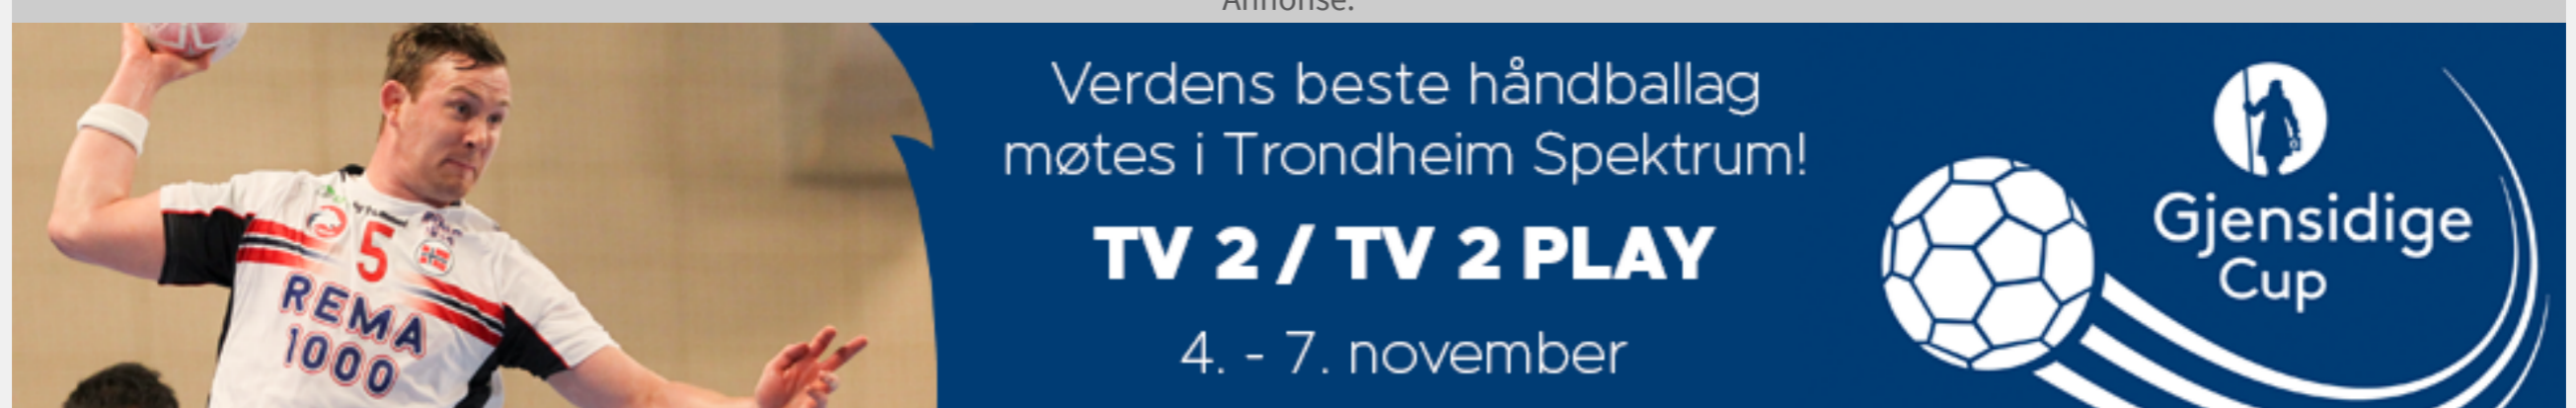 Annonse:
Verdens beste håndballag
møtes i Trondheim Spektrum!
TV 2 / TV 2 PLAY
4. - 7. november
Gjensidige
Cup
5
REMA
1000